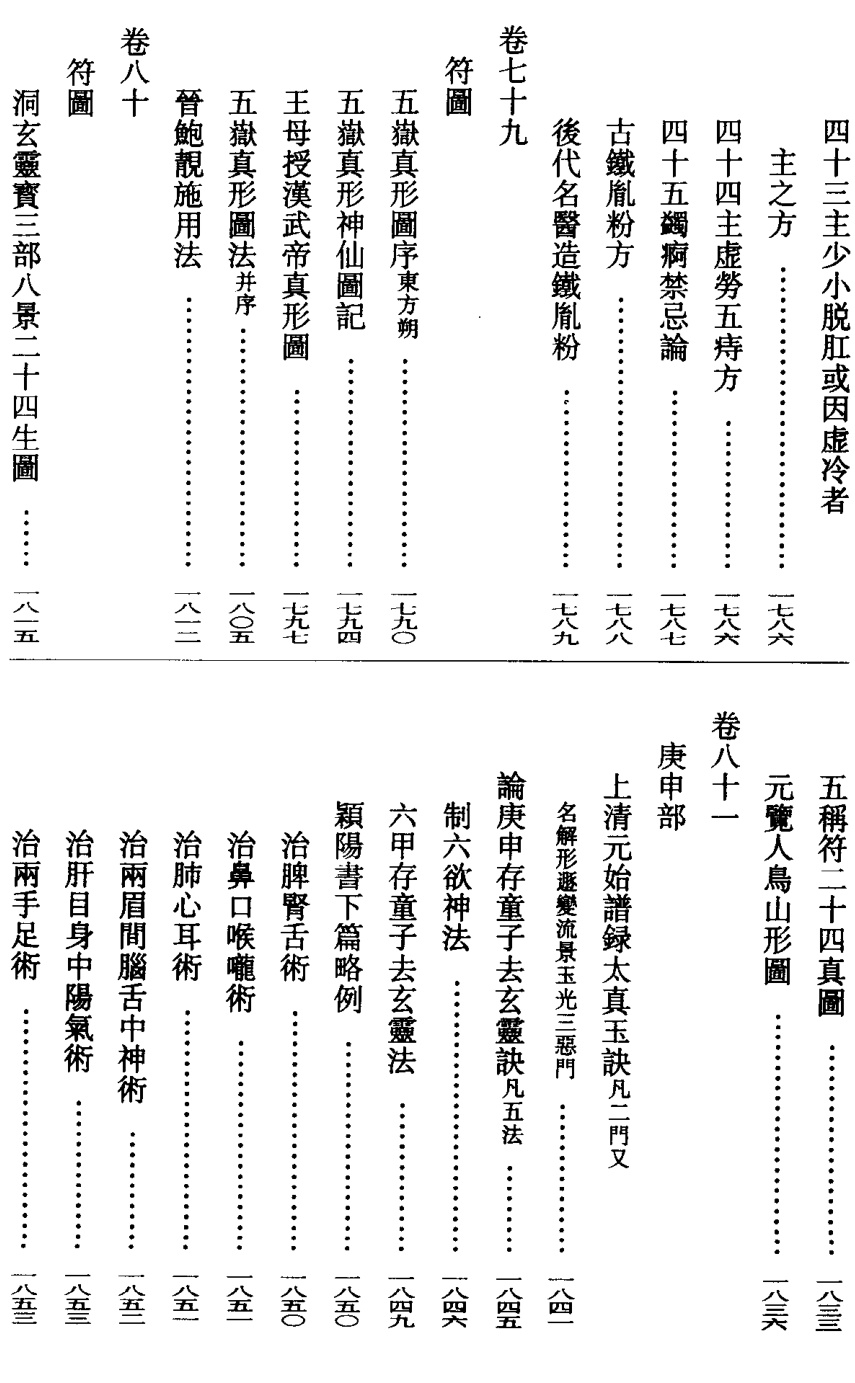 四十三主少小脱肛或因虛冷者
主之方……………………一七八六
四十四主虛勞五痔方……………一七八六
四十五蠲痾禁忌論………………一七八七
古鐵胤粉方………………………一七八八
後代名醫造鐵胤粉………………一七八九
卷七十九
符圖
五嶽真形圖序東方朔……………一七九〇
五嶽真形神仙圖記………………一七九四
王母授漢武帝真形圖……………一七九七
五嶽真形圖法并序………………一八〇五
晉鮑靚施用法……………………一八一二
卷八十
符圖
洞玄靈寶三部八景二十四生圖……一八一五
五稱符二十四真圖………………一八三三
元覽人鳥山形圖…………………一八三六
卷八十一
庚申部
上清元始譜録太真玉訣凡二門又
名解形遯變流景玉光三惡門……………一八四一
論庚申存童子去玄靈訣凡五法………一八四五
制六欲神法………………………一八四六
六甲存童子去玄靈法……………一八四九
潁陽書下篇略例…………………一八五〇
治脾腎舌術………………………一八五〇
治鼻口喉嚨術……………………一八五一
治肺心耳術………………………一八五一
治兩眉間腦舌中神術……………一八五二
治肝目身中陽氣術………………一八五三
治兩手足術………………………一八五三